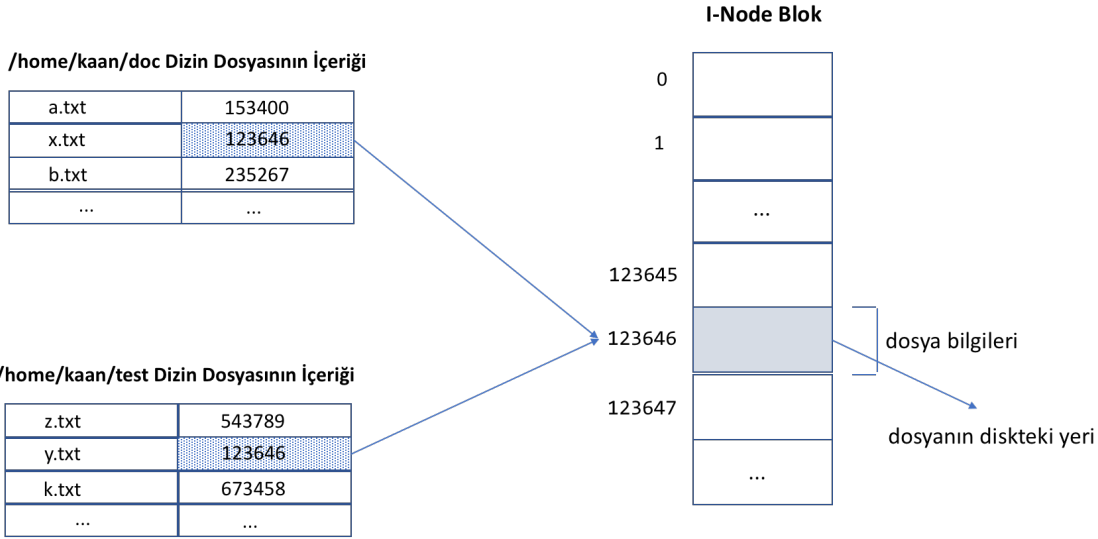 I-Node Blok
/home/kaan/doc Dizin Dosyasının İçeriği
a.txt 153400
x.txt 123646
b.txt 235267
... ...
/home/kaan/test Dizin Dosyasının İçeriği
z.txt 543789
y.txt 123646
k.txt 673458
... ...
0
1
...
123645
123646
123647
...
dosya bilgileri
dosyanın diskteki yeri